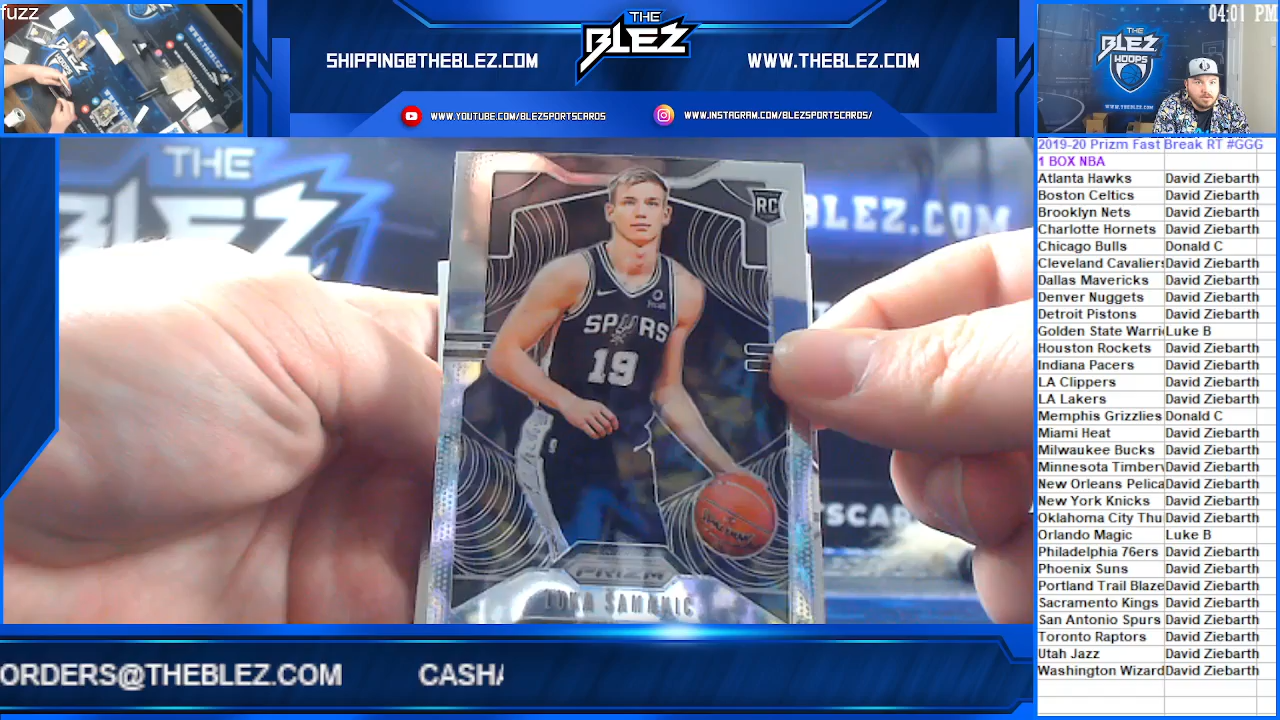 fuzz
SHIPPING@THEBLEZ.COM
THE
BLEZ
WWW.THEBLEZ.COM
WWW.YOUTUBE.COM/BLEZSPORTSCARDS
WWW.INSTAGRAM.COM/BLEZSPORTSCARDS/
04:01 PM
THE
BLEZ
HOOPS
WWW.THEBLEZ.COM
THE
BLEZ
BLEZ.COM
RC
SPURS
19
PRIZM
LUKA SAMANIC
2019-20 Prizm Fast Break RT #GGG
1 BOX NBA
Atlanta Hawks David Ziebarth
Boston Celtics David Ziebarth
Brooklyn Nets David Ziebarth
Charlotte Hornets David Ziebarth
Chicago Bulls Donald C
Cleveland Cavaliers David Ziebarth
Dallas Mavericks David Ziebarth
Denver Nuggets David Ziebarth
Detroit Pistons David Ziebarth
Golden State Warri Luke B
Houston Rockets David Ziebarth
Indiana Pacers David Ziebarth
LA Clippers David Ziebarth
LA Lakers David Ziebarth
Memphis Grizzlies Donald C
Miami Heat David Ziebarth
Milwaukee Bucks David Ziebarth
Minnesota Timberv David Ziebarth
New Orleans Pelica David Ziebarth
New York Knicks David Ziebarth
Oklahoma City Thu David Ziebarth
Orlando Magic Luke B
Philadelphia 76ers David Ziebarth
Phoenix Suns David Ziebarth
Portland Trail Blaze David Ziebarth
Sacramento Kings David Ziebarth
San Antonio Spurs David Ziebarth
Toronto Raptors David Ziebarth
Utah Jazz David Ziebarth
Washington Wizard David Ziebarth
ORDERS@THEBLEZ.COM CASHA